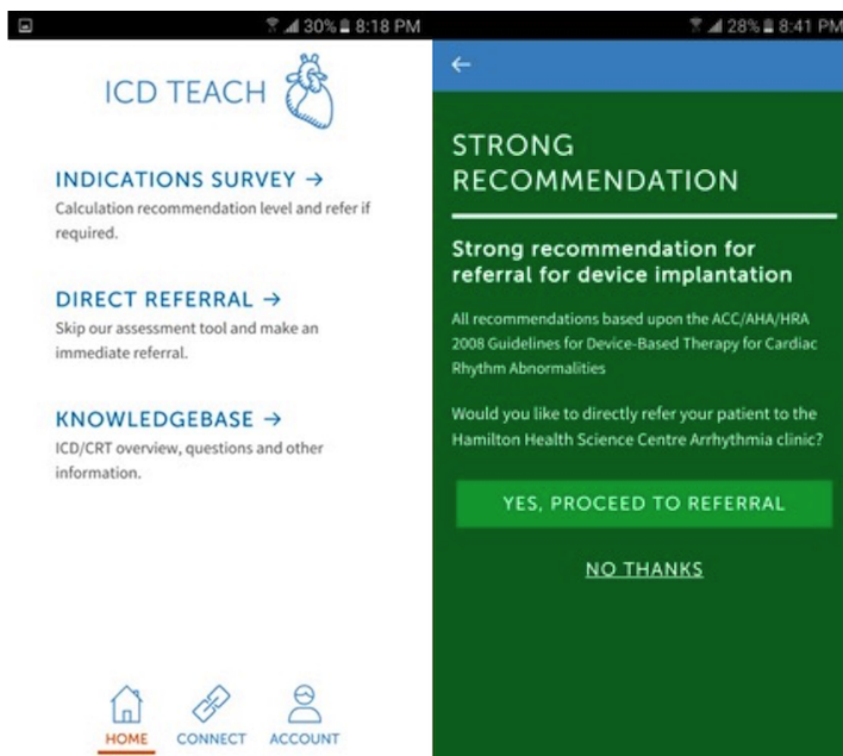 30% 8:18 PM
ICD TEACH
INDICATIONS SURVEY →
Calculation recommendation level and refer if
required.
DIRECT REFERRAL →
Skip our assessment tool and make an
immediate referral.
KNOWLEDGEBASE →
ICD/CRT overview, questions and other
information.
HOME CONNECT ACCOUNT
28% 8:41 PM
STRONG
RECOMMENDATION
Strong recommendation for
referral for device implantation
All recommendations based upon the ACC/AHA/HRA
2008 Guidelines for Device-Based Therapy for Cardiac
Rhythm Abnormalities
Would you like to directly refer your patient to the
Hamilton Health Science Centre Arrhythmia clinic?
YES, PROCEED TO REFERRAL
NO THANKS